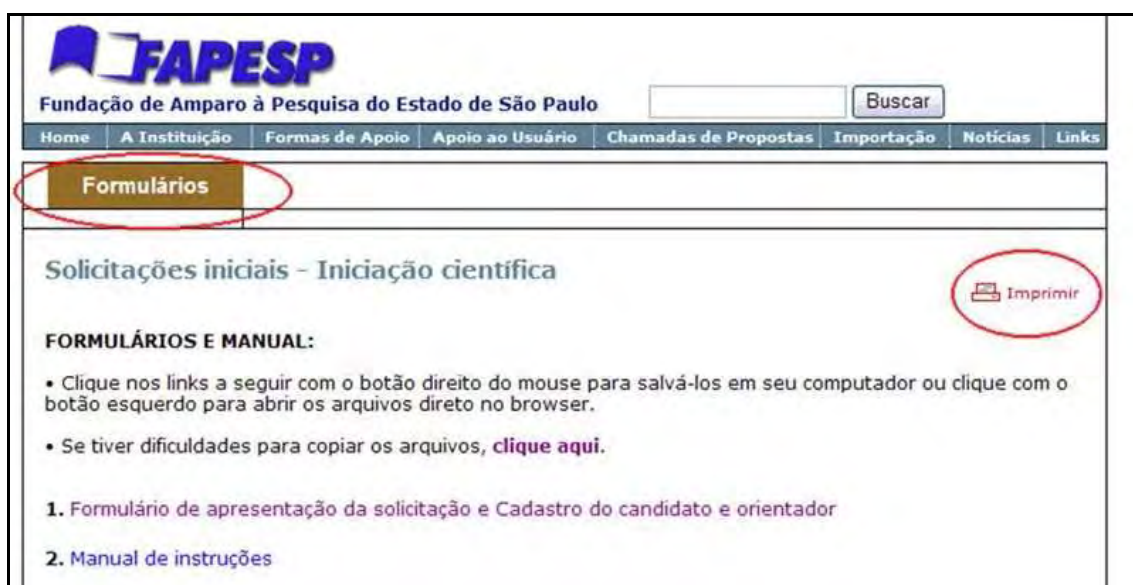 FAPESP
Fundação de Amparo à Pesquisa do Estado de São Paulo
Buscar
Home A Instituição Formas de Apoio Apoio ao Usuário Chamadas de Propostas Importação Notícias Links
Formulários
Solicitações iniciais - Iniciação científica
Imprimir
FORMULÁRIOS E MANUAL:
• Clique nos links a seguir com o botão direito do mouse para salvá-los em seu computador ou clique com o
botão esquerdo para abrir os arquivos direto no browser.
• Se tiver dificuldades para copiar os arquivos, clique aqui.
1. Formulário de apresentação da solicitação e Cadastro do candidato e orientador
2. Manual de instruções